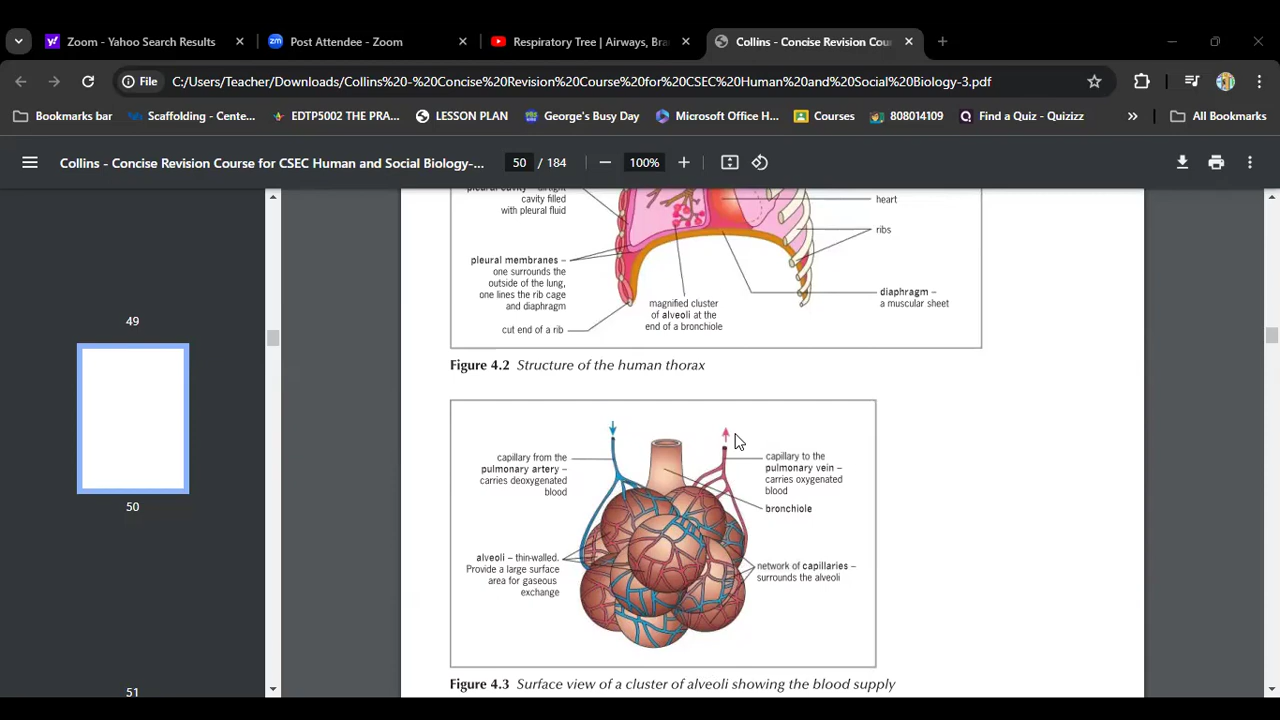 Zoom - Yahoo Search Results
Post Attendee - Zoom
Respiratory Tree | Airways, Bra
Collins - Concise Revision Cour
File
C:/Users/Teacher/Downloads/Collins%20-%20Concise%20Revision%20Course%20for%20CSEC%20Human%20and%20Social%20Biology-3.pdf
Bookmarks bar
Scaffolding - Cente...
EDTP5002 THE PRA...
LESSON PLAN
George's Busy Day
Microsoft Office H...
Courses
808014109
Find a Quiz - Quizizz
All Bookmarks
Collins - Concise Revision Course for CSEC Human and Social Biology-...
50 / 184
100%
49
50
51
cavity filled
with pleural fluid
heart
ribs
pleural membranes –
one surrounds the
outside of the lung,
one lines the rib cage
and diaphragm
cut end of a rib
magnified cluster
of alveoli at the
end of a bronchiole
diaphragm –
a muscular sheet
Figure 4.2 Structure of the human thorax
capillary from the
pulmonary artery –
carries deoxygenated
blood
capillary to the
pulmonary vein –
carries oxygenated
blood
bronchiole
alveoli – thin-walled.
Provide a large surface
area for gaseous
exchange
network of capillaries –
surrounds the alveoli
Figure 4.3 Surface view of a cluster of alveoli showing the blood supply